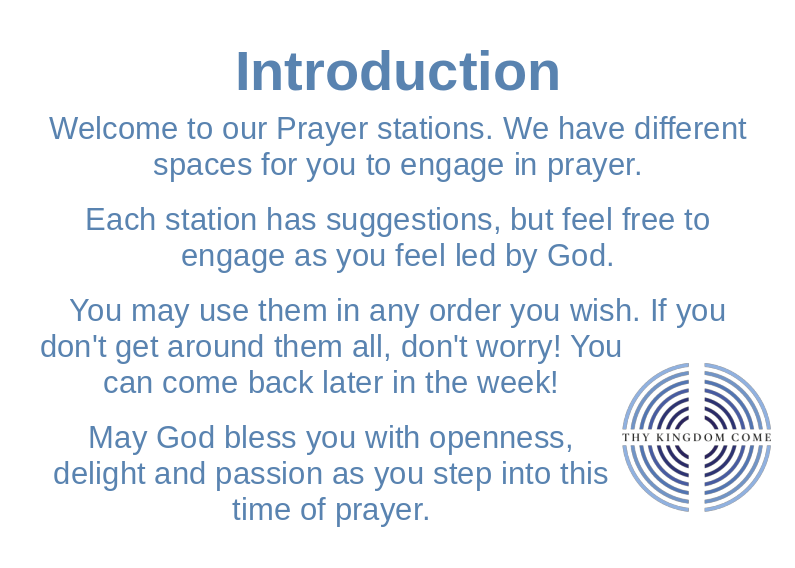 Introduction
Welcome to our Prayer stations. We have different
spaces for you to engage in prayer.
Each station has suggestions, but feel free to
engage as you feel led by God.
You may use them in any order you wish. If you
don't get around them all, don't worry! You
can come back later in the week!
May God bless you with openness,
delight and passion as you step into this
time of prayer.
THY KINGDOM COME